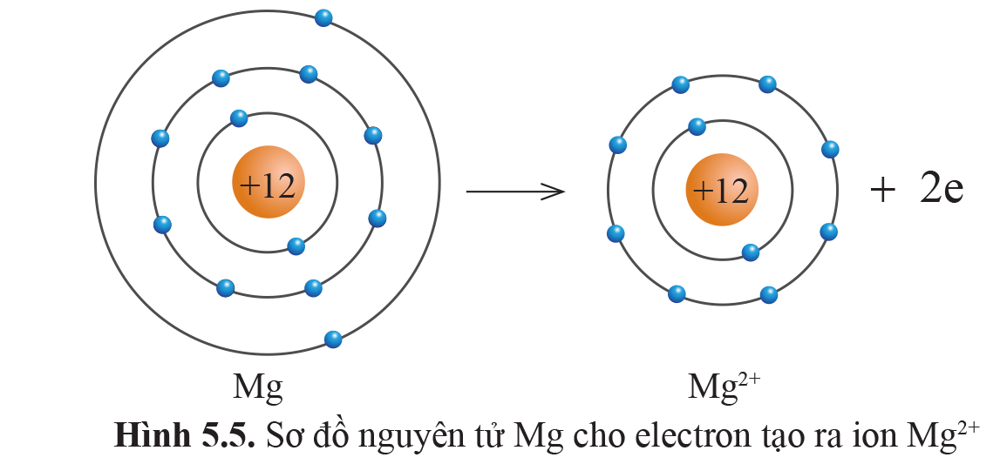 +12
+12
+ 2e
Mg
Mg²⁺
Hình 5.5. Sơ đồ nguyên tử Mg cho electron tạo ra ion Mg²⁺